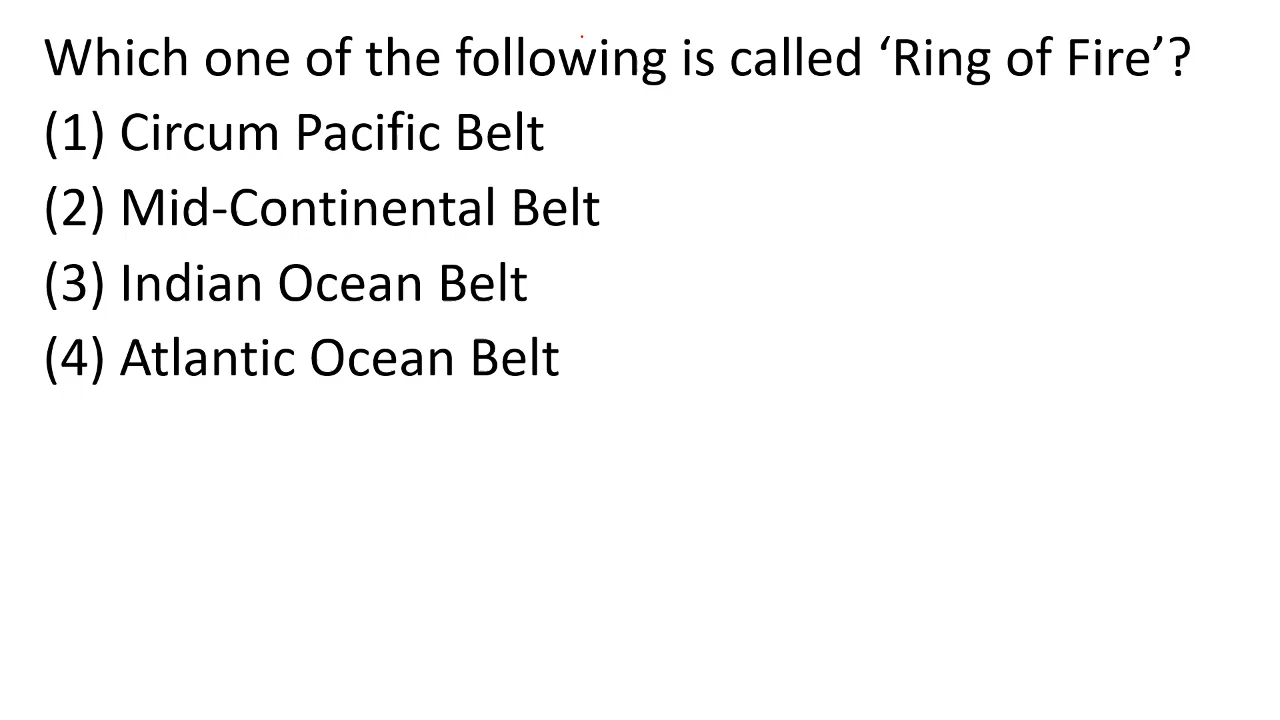 Which one of the following is called ‘Ring of Fire’?
(1) Circum Pacific Belt
(2) Mid-Continental Belt
(3) Indian Ocean Belt
(4) Atlantic Ocean Belt